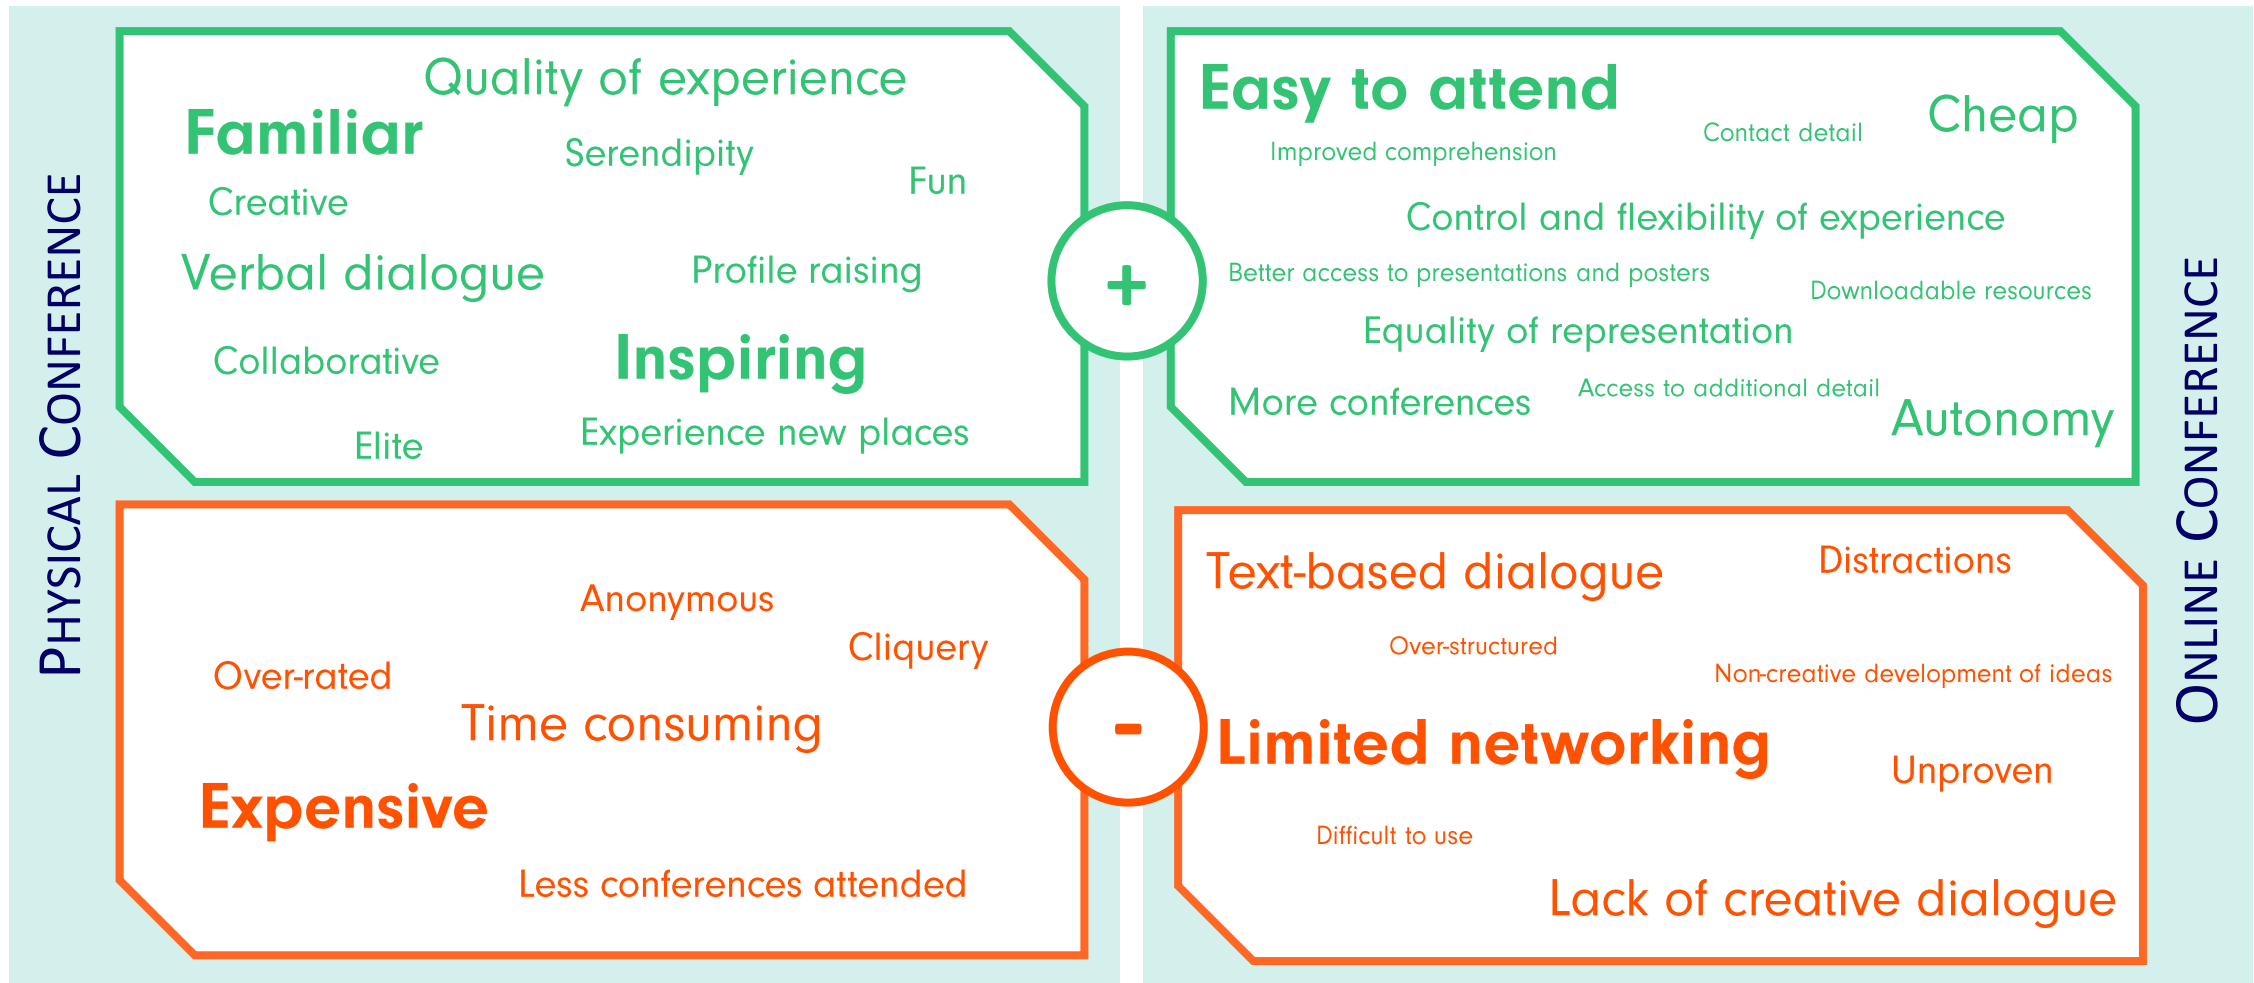 PHYSICAL CONFERENCE
Quality of experience
Familiar
Serendipity
Fun
Creative
Verbal dialogue
Profile raising
Inspiring
Collaborative
Experience new places
Elite
+
Easy to attend
Cheap
Contact detail
Improved comprehension
Control and flexibility of experience
Better access to presentations and posters
Downloadable resources
Equality of representation
Access to additional detail
More conferences
Autonomy
Anonymous
Cliquery
Over-rated
Time consuming
Expensive
Less conferences attended
-
Text-based dialogue
Distractions
Over-structured
Non-creative development of ideas
Limited networking
Unproven
Difficult to use
Lack of creative dialogue
ONLINE CONFERENCE